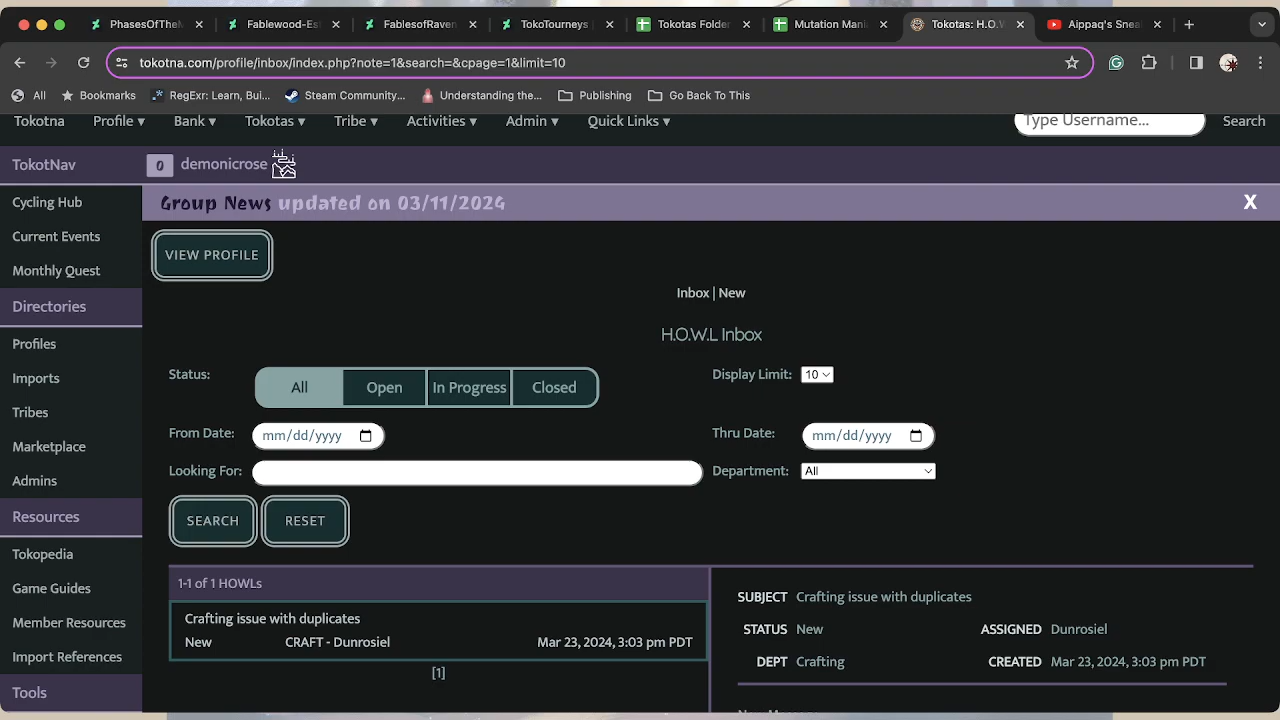 PhasesOfTheM
Fablewood-Es
FablesofRaven
TokoTourneys
Tokotas Folder
Mutation Mani
Tokotas: H.O.W
Aippaq's Snea
tokotna.com/profile/inbox/index.php?note=1&search=&cpage=1&limit=10
All
Bookmarks
RegExr: Learn, Bui...
Steam Community...
Understanding the...
Publishing
Go Back To This
Tokotna
Profile
Bank
Tokotas
Tribe
Activities
Admin
Quick Links
Type Username...
Search
TokotNav
0 demonicrose
Cycling Hub
Current Events
Monthly Quest
Directories
Profiles
Imports
Tribes
Marketplace
Admins
Resources
Tokopedia
Game Guides
Member Resources
Import References
Tools
Group News updated on 03/11/2024
X
VIEW PROFILE
Inbox | New
H.O.W.L Inbox
Status:
All
Open
In Progress
Closed
Display Limit: 10
From Date: mm/dd/yyyy
Thru Date: mm/dd/yyyy
Looking For:
Department: All
SEARCH
RESET
1-1 of 1 HOWLs
Crafting issue with duplicates
New CRAFT - Dunrosiel Mar 23, 2024, 3:03 pm PDT
[1]
SUBJECT Crafting issue with duplicates
STATUS New ASSIGNED Dunrosiel
DEPT Crafting CREATED Mar 23, 2024, 3:03 pm PDT